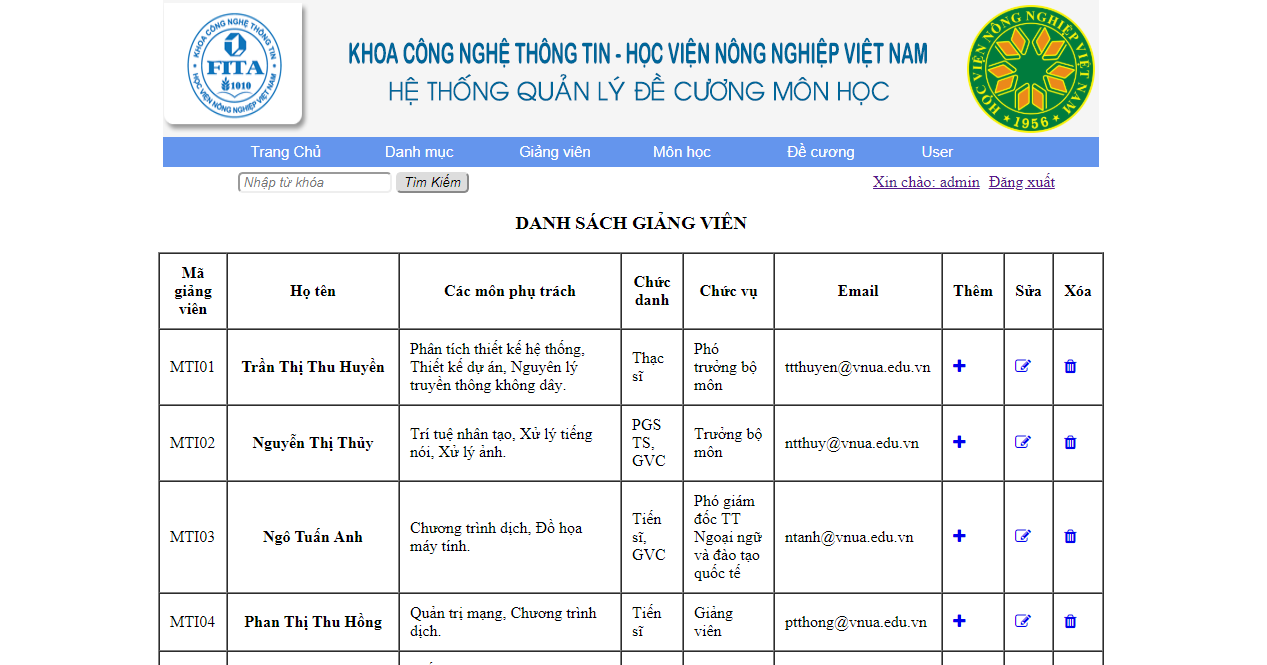 KHOA CÔNG NGHỆ THÔNG TIN
FITA
1010
HỌC VIỆN NÔNG NGHIỆP VIỆT NAM
KHOA CÔNG NGHỆ THÔNG TIN - HỌC VIỆN NÔNG NGHIỆP VIỆT NAM
HỆ THỐNG QUẢN LÝ ĐỀ CƯƠNG MÔN HỌC
HỌC VIỆN NÔNG NGHIỆP VIỆT NAM
1956
Trang Chủ Danh mục Giảng viên Môn học Đề cương User
Nhập từ khóa Tìm Kiếm Xin chào: admin Đăng xuất
DANH SÁCH GIẢNG VIÊN
Mã
giảng
viên
Họ tên
Các môn phụ trách
Chức
danh
Chức vụ
Email
Thêm
Sửa
Xóa
MTI01
Trần Thị Thu Huyền
Phân tích thiết kế hệ thống,
Thiết kế dự án, Nguyên lý
truyền thông không dây.
Thạc
sĩ
Phó
trưởng bộ
môn
ttthuyen@vnua.edu.vn
MTI02
Nguyễn Thị Thủy
Trí tuệ nhân tạo, Xử lý tiếng
nói, Xử lý ảnh.
PGS
TS,
GVC
Trưởng bộ
môn
ntthuy@vnua.edu.vn
MTI03
Ngô Tuấn Anh
Chương trình dịch, Đồ họa
máy tính.
Tiến
sĩ,
GVC
Phó giám
đốc TT
Ngoại ngữ
và đào tạo
quốc tế
ntanh@vnua.edu.vn
MTI04
Phan Thị Thu Hồng
Quản trị mạng, Chương trình
dịch.
Tiến
sĩ
Giảng
viên
ptthong@vnua.edu.vn